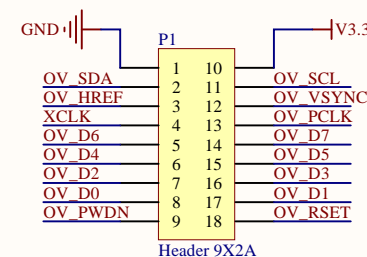 GND
V3.3
P1
1 10
OV_SDA 2 11 OV_SCL
OV_HREF 3 12 OV_VSYNC
XCLK 4 13 OV_PCLK
OV_D6 5 14 OV_D7
OV_D4 6 15 OV_D5
OV_D2 7 16 OV_D3
OV_D0 8 17 OV_D1
OV_PWDN 9 18 OV_RSET
Header 9X2A